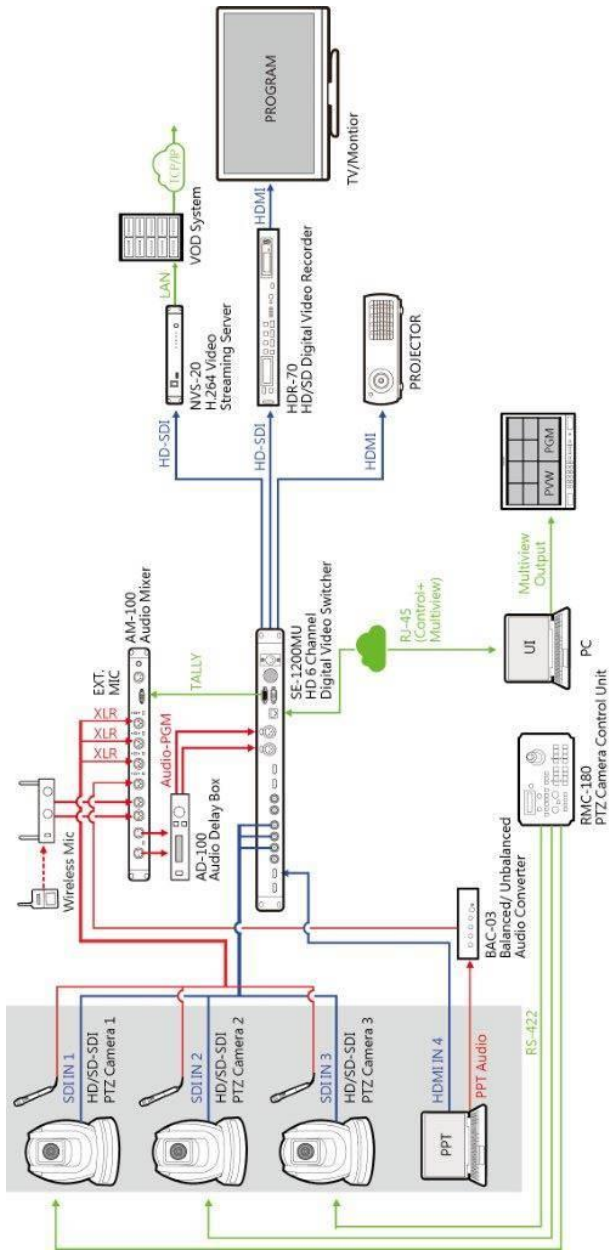 SDI IN 1
HD/SD-SDI
PTZ Camera 1
SDI IN 2
HD/SD-SDI
PTZ Camera 2
SDI IN 3
HD/SD-SDI
PTZ Camera 3
PPT
HDMI IN 4
PPT Audio
RS-422
Wireless Mic
EXT.
MIC
XLR
XLR
XLR
AM-100
Audio Mixer
AD-100
Audio Delay Box
Audio-PGM
TALLY
SE-1200MU
HD 6 Channel
Digital Video Switcher
BAC-03
Balanced/ Unbalanced
Audio Converter
RMC-180
PTZ Camera Control Unit
RJ-45
(Control+
Multiview)
UI
PC
Multiview
Output
PVW
PGM
HD-SDI
NVS-20
H.264 Video
Streaming Server
LAN
VOD System
TCP/IP
HD-SDI
HDR-70
HD/SD Digital Video Recorder
HDMI
PROGRAM
TV/Montior
HDMI
PROJECTOR